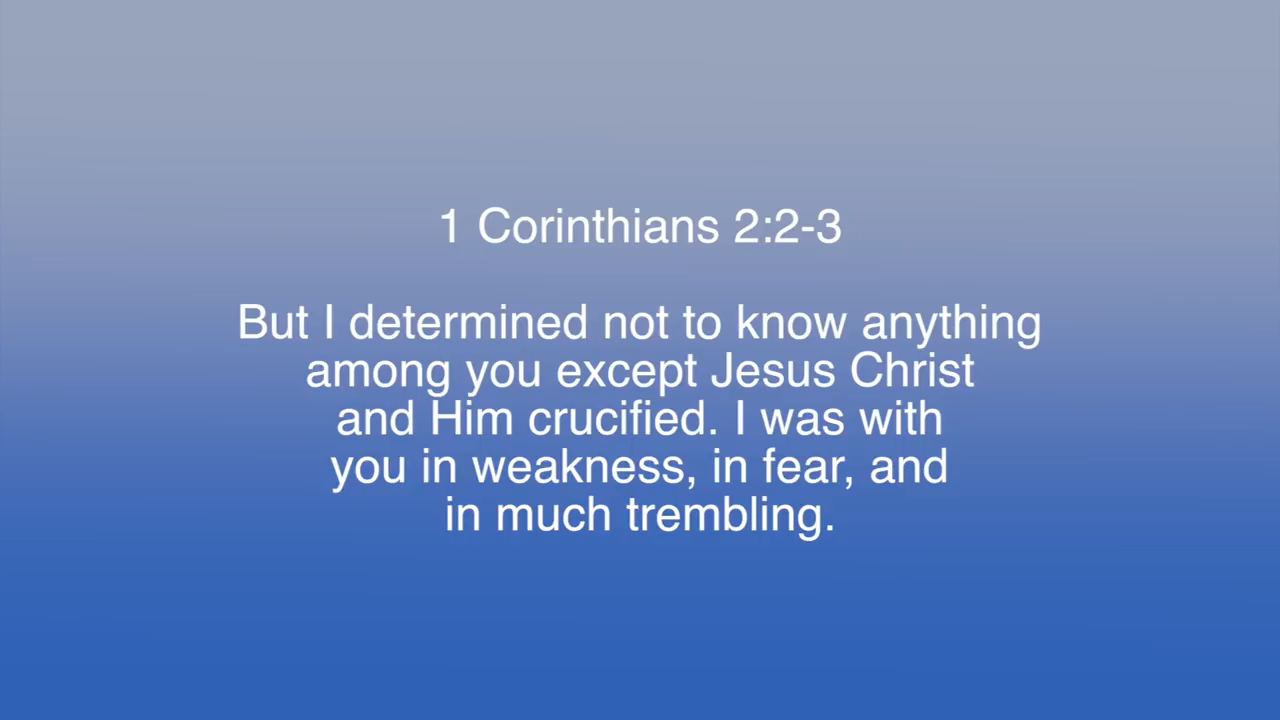 1 Corinthians 2:2-3
But I determined not to know anything
among you except Jesus Christ
and Him crucified. I was with
you in weakness, in fear, and
in much trembling.